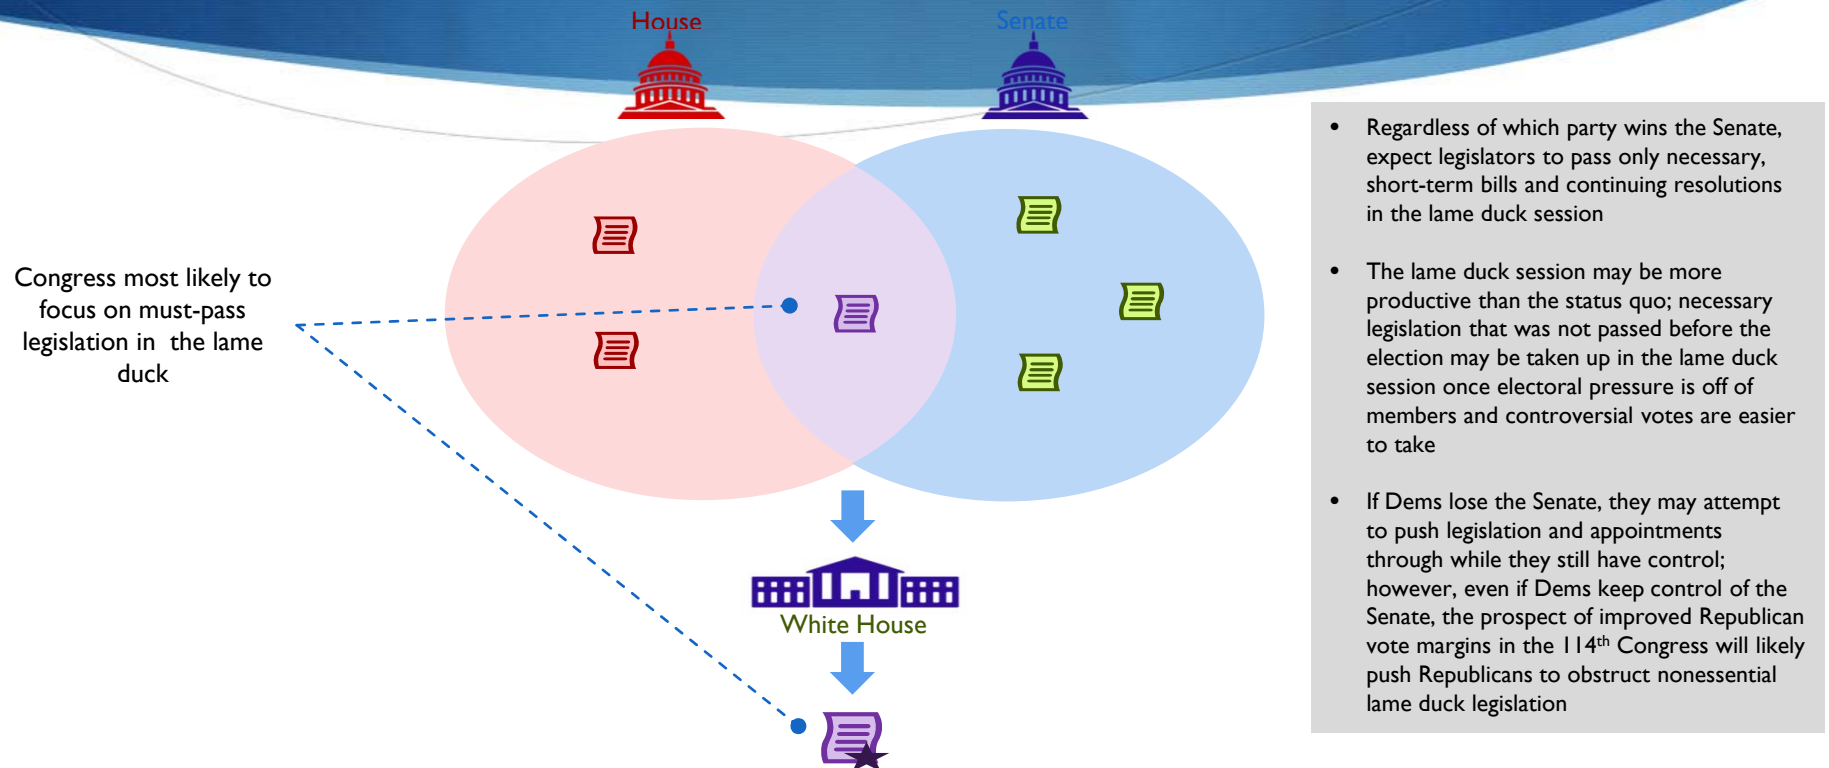 House
Senate
Congress most likely to
focus on must-pass
legislation in the lame
duck
White House
• Regardless of which party wins the Senate,
expect legislators to pass only necessary,
short-term bills and continuing resolutions
in the lame duck session
• The lame duck session may be more
productive than the status quo; necessary
legislation that was not passed before the
election may be taken up in the lame duck
session once electoral pressure is off of
members and controversial votes are easier
to take
• If Dems lose the Senate, they may attempt
to push legislation and appointments
through while they still have control;
however, even if Dems keep control of the
Senate, the prospect of improved Republican
vote margins in the 114th Congress will likely
push Republicans to obstruct nonessential
lame duck legislation